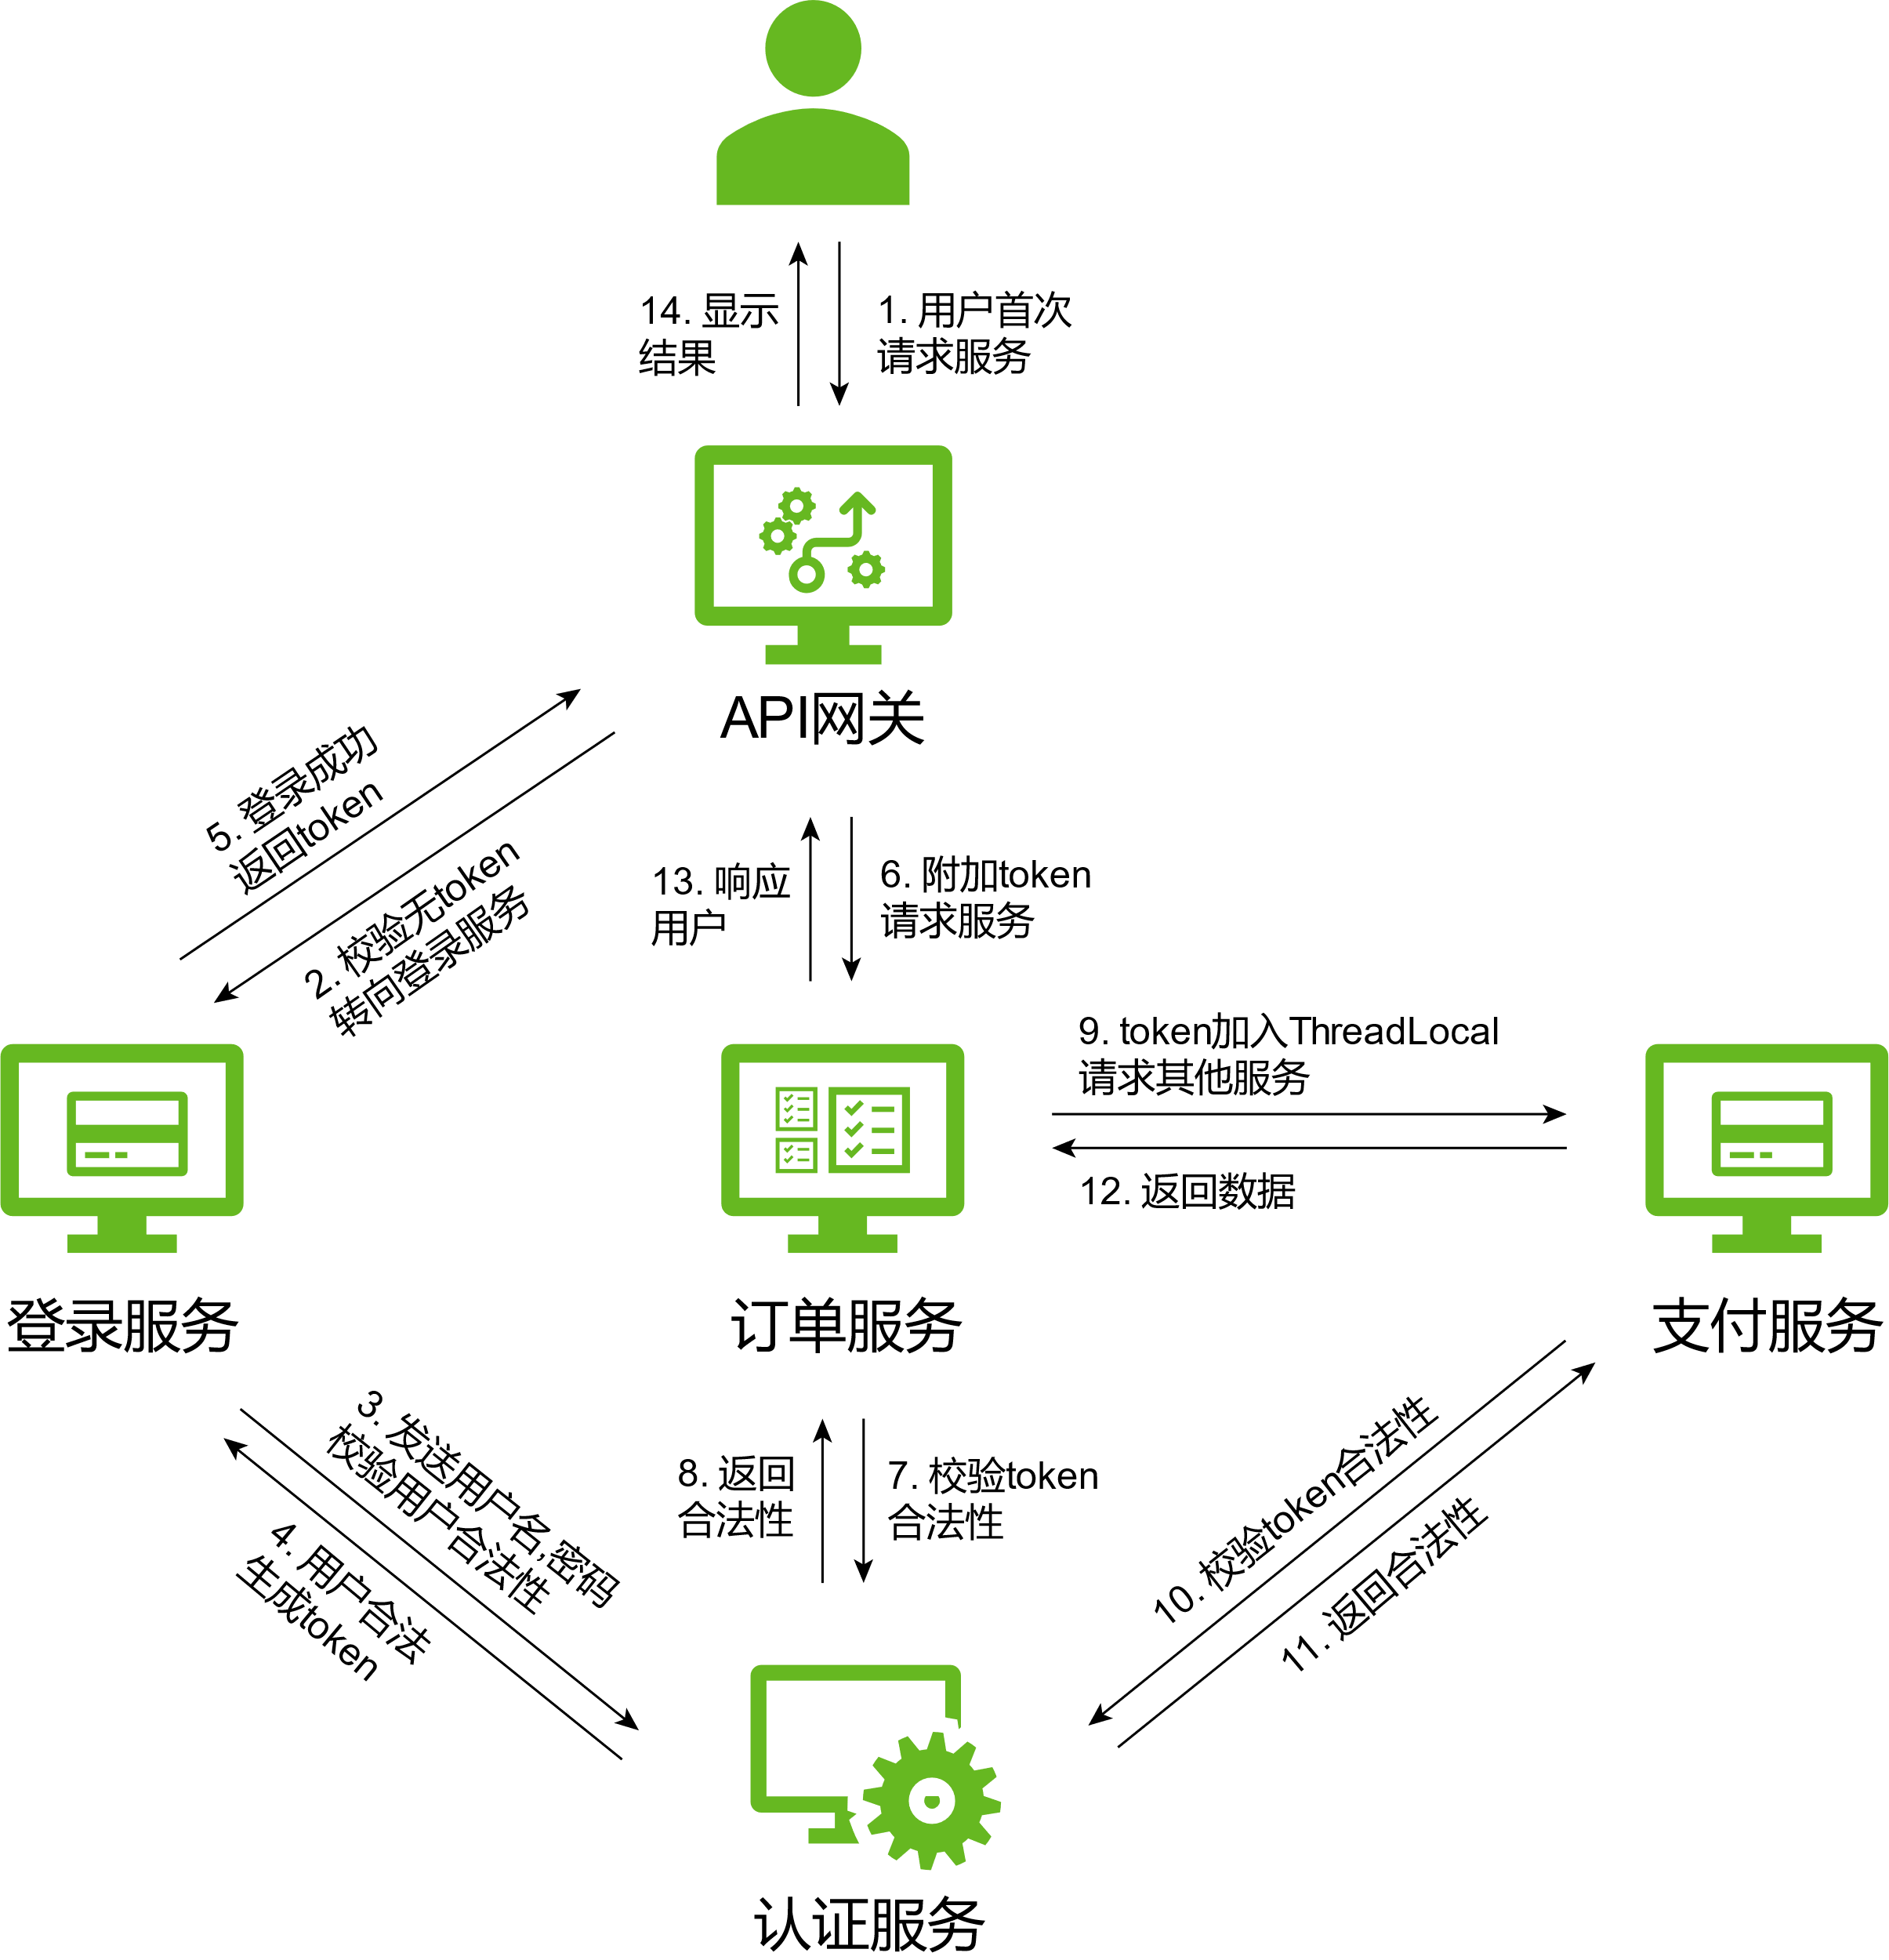 14. 显示
结果
1. 用户首次
请求服务
API网关
5. 登录成功
返回token
2. 校验无token
转向登录服务
13. 响应
用户
6. 附加token
请求服务
9. token加入ThreadLocal
请求其他服务
12. 返回数据
登录服务
订单服务
支付服务
3. 发送用户名,密码
校验用户合法性
4. 用户合法
生成token
8. 返回
合法性
7. 校验token
合法性
10. 校验token合法性
11. 返回合法性
认证服务